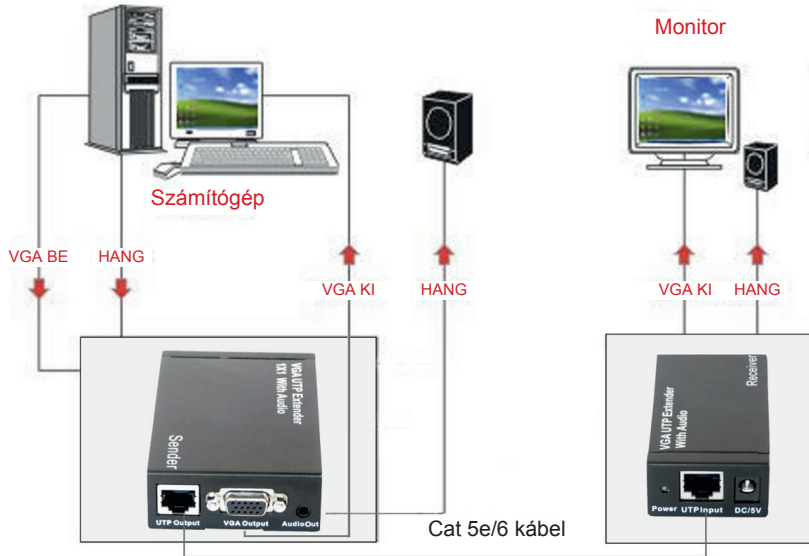 Monitor
Számítógép
VGA BE
HANG
VGA KI
HANG
VGA KI
HANG
VGA UTP Extender
1X1 With Audio
Sender
UTP Output
VGA Output
AudioOut
Receiver
VGA UTP Extender
With Audio
Power
UTP Input
DC/5V
Cat 5e/6 kábel